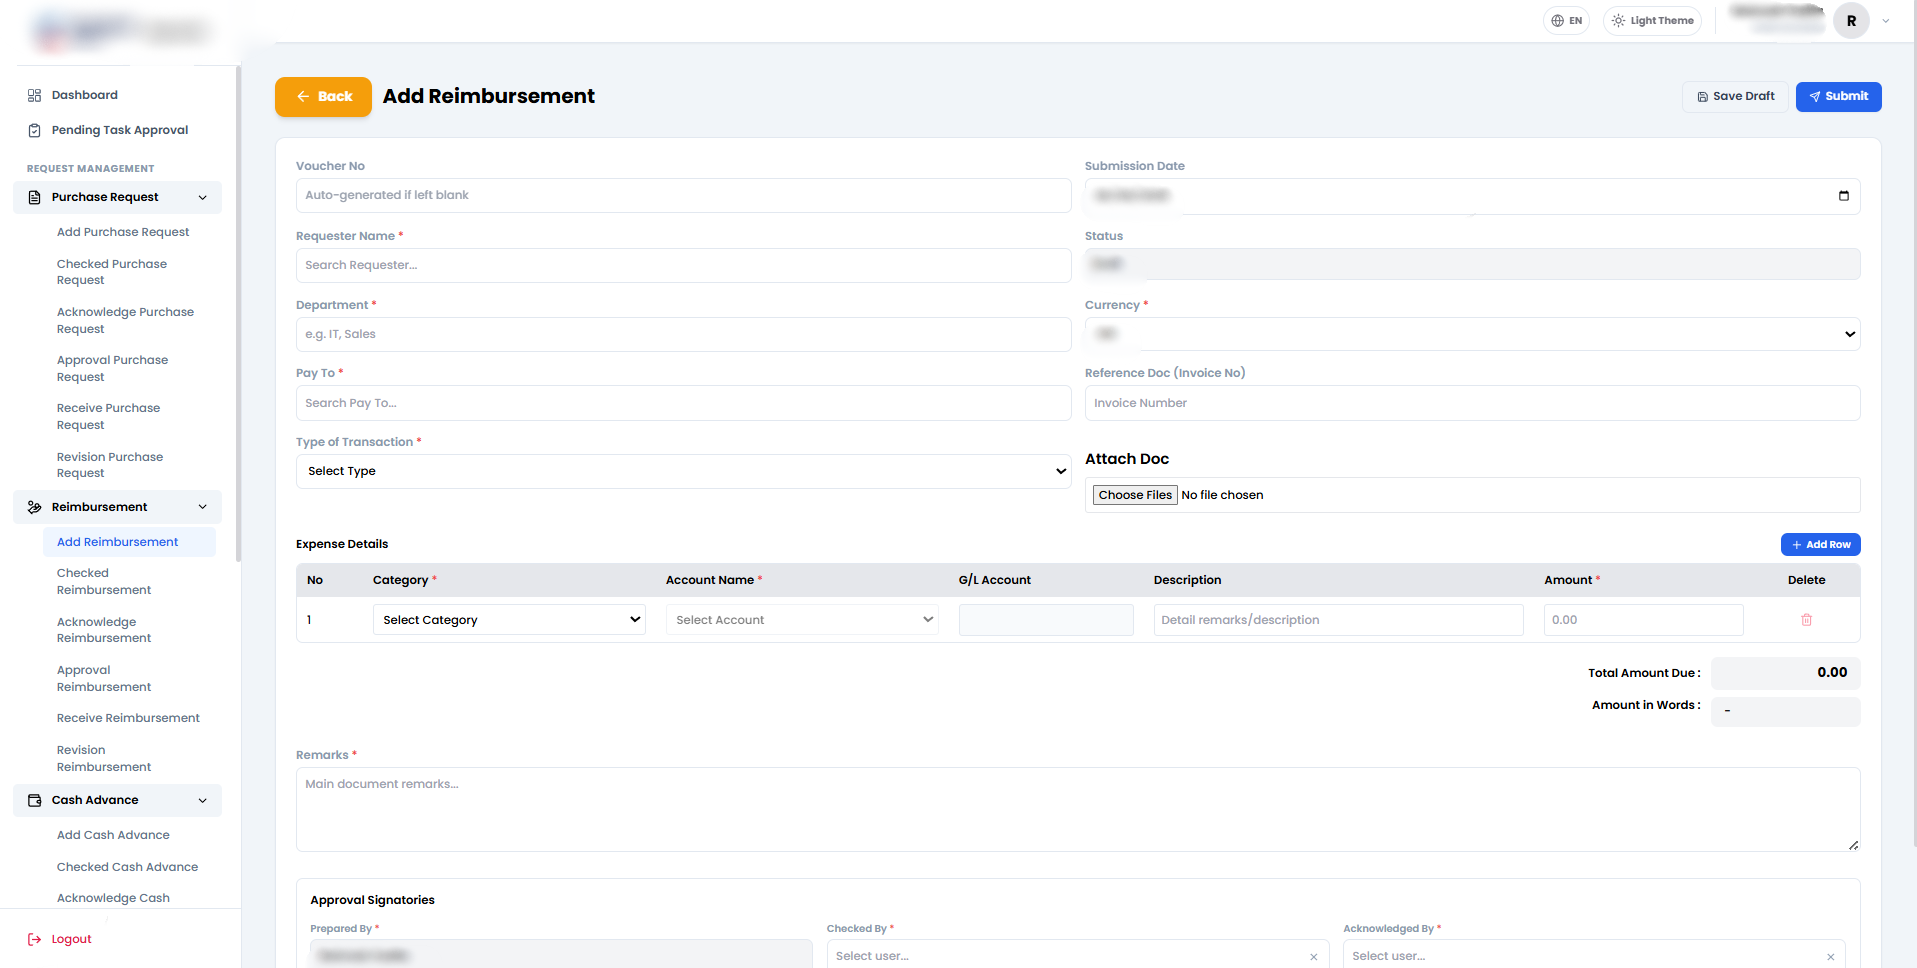 EN
Light Theme
R
Dashboard
Pending Task Approval
REQUEST MANAGEMENT
Purchase Request
Add Purchase Request
Checked Purchase
Request
Acknowledge Purchase
Request
Approval Purchase
Request
Receive Purchase
Request
Revision Purchase
Request
Reimbursement
Add Reimbursement
Checked
Reimbursement
Acknowledge
Reimbursement
Approval
Reimbursement
Receive Reimbursement
Revision
Reimbursement
Cash Advance
Add Cash Advance
Checked Cash Advance
Acknowledge Cash
Logout
Back
Add Reimbursement
Save Draft
Submit
Voucher No
Auto-generated if left blank
Submission Date
Requester Name *
Search Requester...
Status
Department *
e.g. IT, Sales
Currency *
Pay To *
Search Pay To...
Reference Doc (Invoice No)
Invoice Number
Type of Transaction *
Select Type
Attach Doc
Choose Files No file chosen
Expense Details
+ Add Row
No Category * Account Name * G/L Account Description Amount * Delete
1 Select Category Select Account Detail remarks/description 0.00
Total Amount Due : 0.00
Amount in Words : -
Remarks *
Main document remarks...
Approval Signatories
Prepared By * Checked By * Acknowledged By *
Select user... × Select user... ×